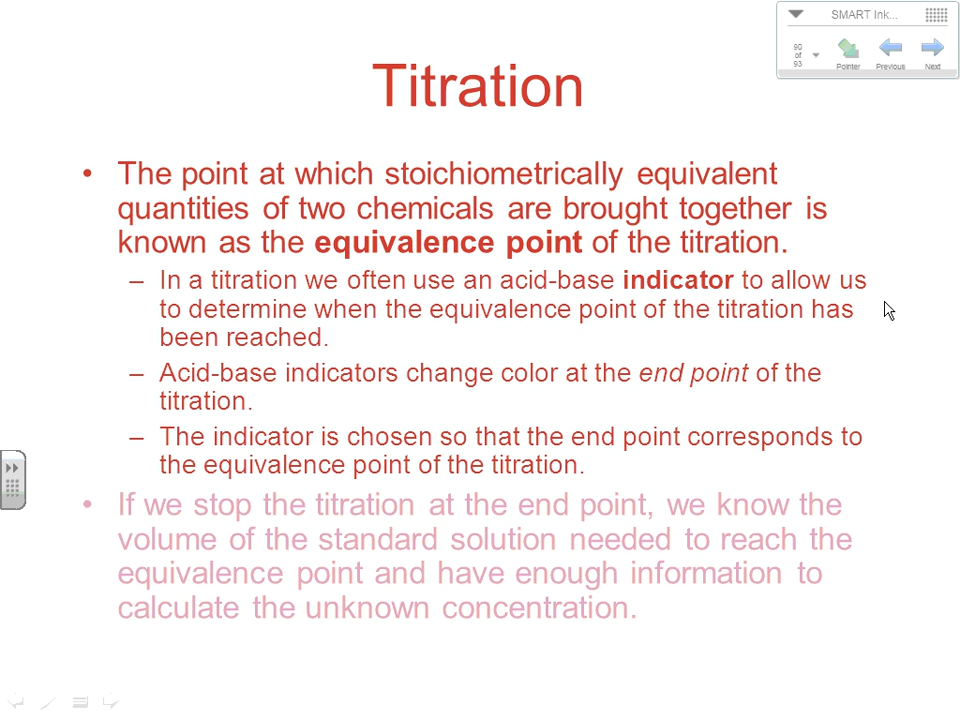 SMART Ink...
90
of
93
Pointer Previous Next
Titration
• The point at which stoichiometrically equivalent
quantities of two chemicals are brought together is
known as the equivalence point of the titration.
– In a titration we often use an acid-base indicator to allow us
to determine when the equivalence point of the titration has
been reached.
– Acid-base indicators change color at the end point of the
titration.
– The indicator is chosen so that the end point corresponds to
the equivalence point of the titration.
• If we stop the titration at the end point, we know the
volume of the standard solution needed to reach the
equivalence point and have enough information to
calculate the unknown concentration.